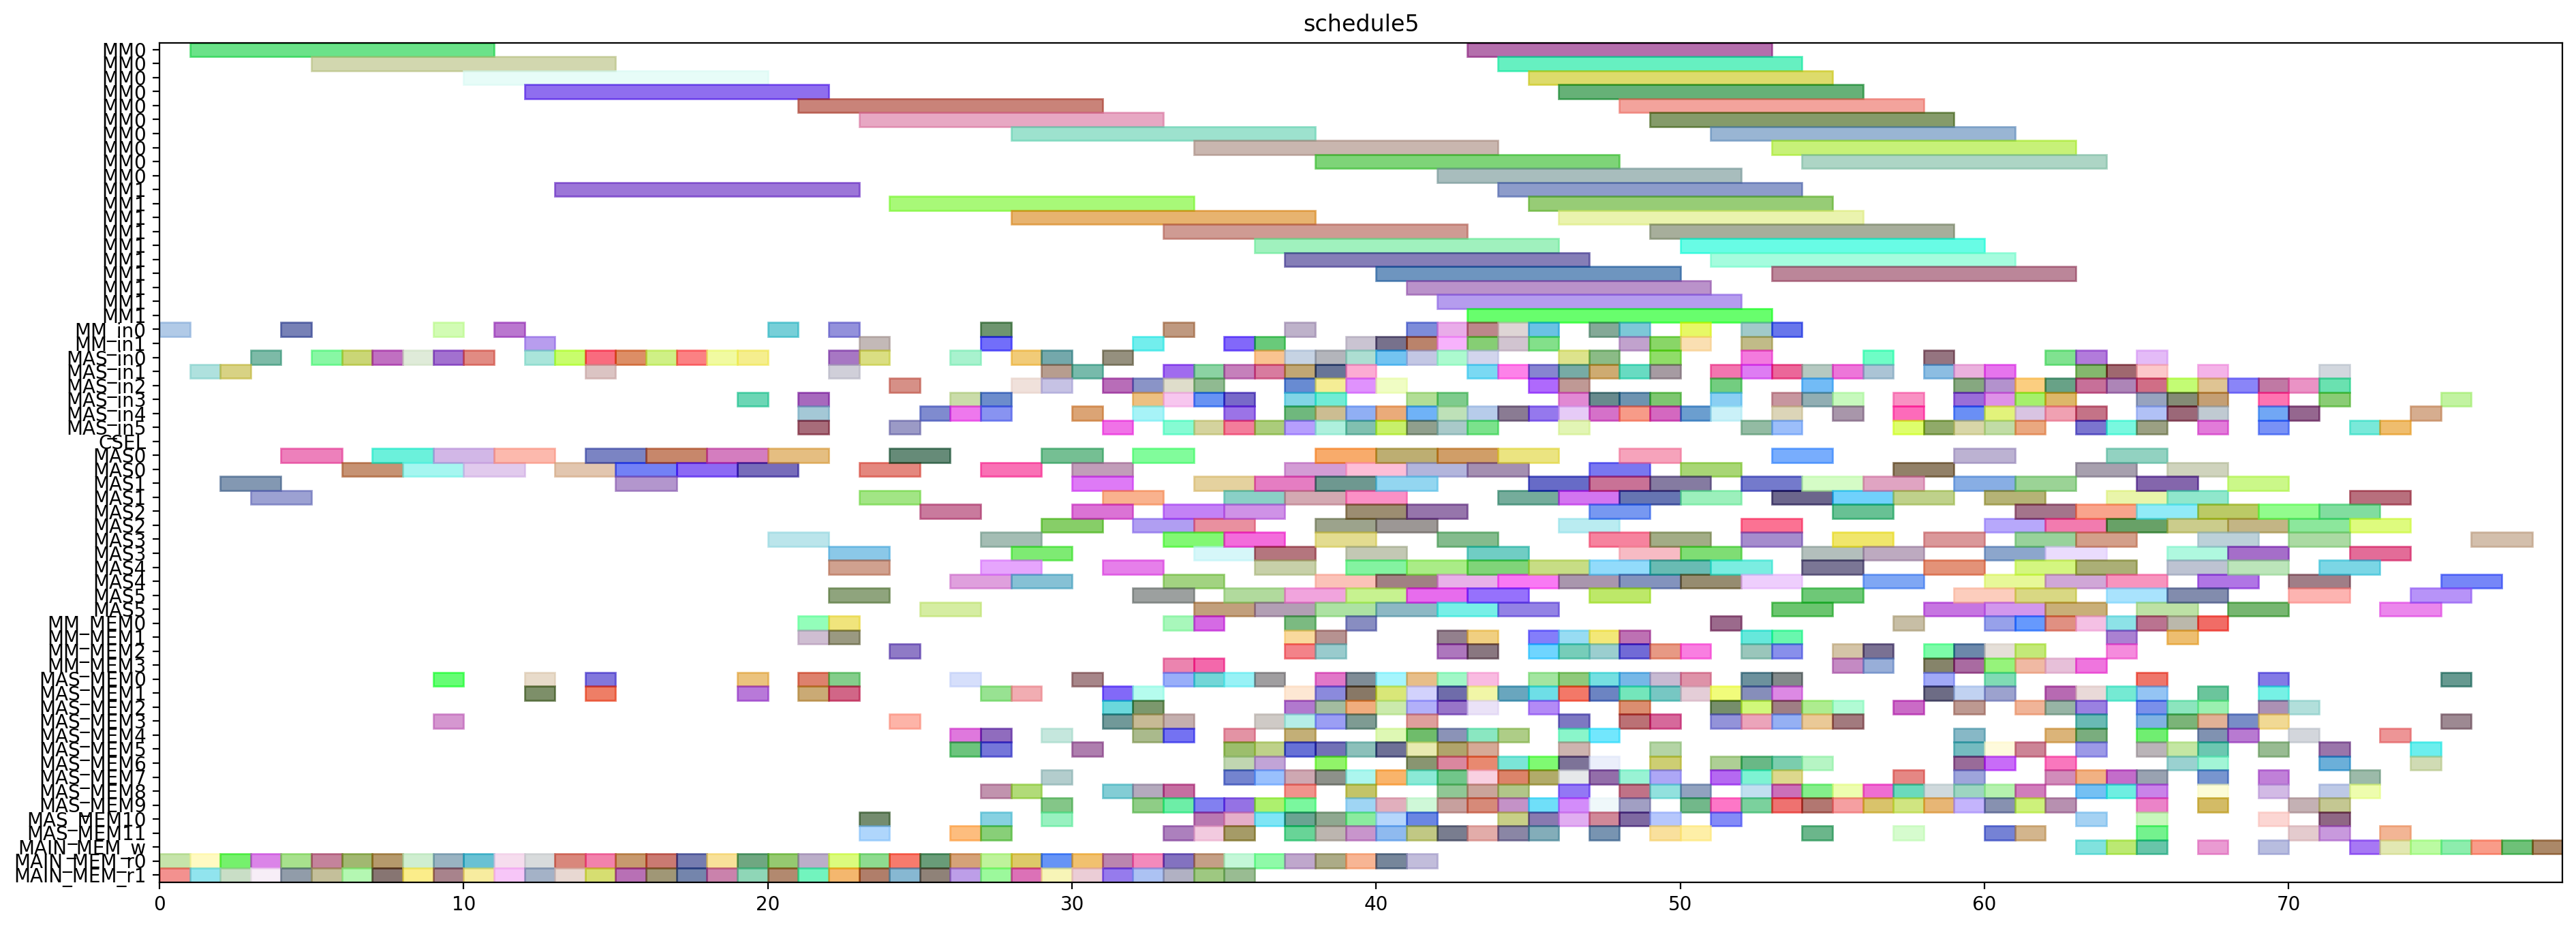 schedule5
MM0
MM0
MM0
MM0
MM0
MM0
MM0
MM0
MM0
MM0
MM1
MM1
MM1
MM1
MM1
MM1
MM1
MM1
MM1
MM1
MM_in0
MM_in1
MAS_in0
MAS_in1
MAS_in2
MAS_in3
MAS_in4
MAS_in5
CSEL
MAS0
MAS0
MAS1
MAS1
MAS2
MAS2
MAS3
MAS3
MAS4
MAS4
MAS5
MAS5
MM_MEM0
MM_MEM1
MM_MEM2
MM_MEM3
MAS_MEM0
MAS_MEM1
MAS_MEM2
MAS_MEM3
MAS_MEM4
MAS_MEM5
MAS_MEM6
MAS_MEM7
MAS_MEM8
MAS_MEM9
MAS_MEM10
MAS_MEM11
MAIN_MEM_w
MAIN_MEM_r0
MAIN_MEM_r1
0 10 20 30 40 50 60 70